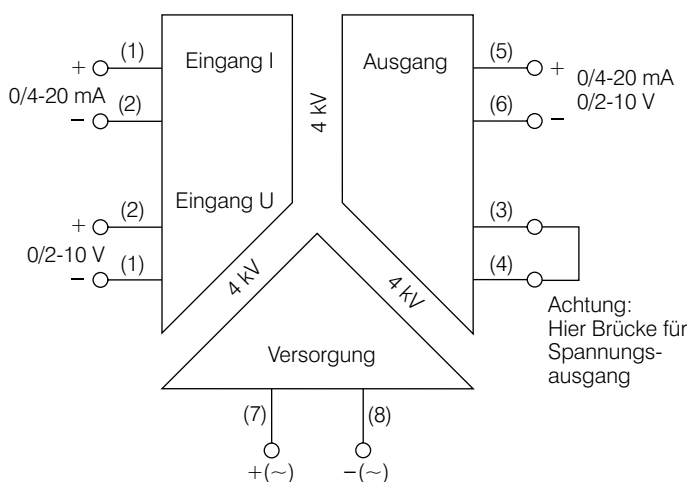 (1) Eingang I Ausgang (5)
+ + 0/4-20 mA
0/4-20 mA (2) 4 kV (6) 0/2-10 V
− −
Eingang U
+ (2) (3)
0/2-10 V (1) (4)
−
4 kV 4 kV
Achtung:
Hier Brücke für
Spannungs-
ausgang
Versorgung
(7) (8)
+(~) −(~)